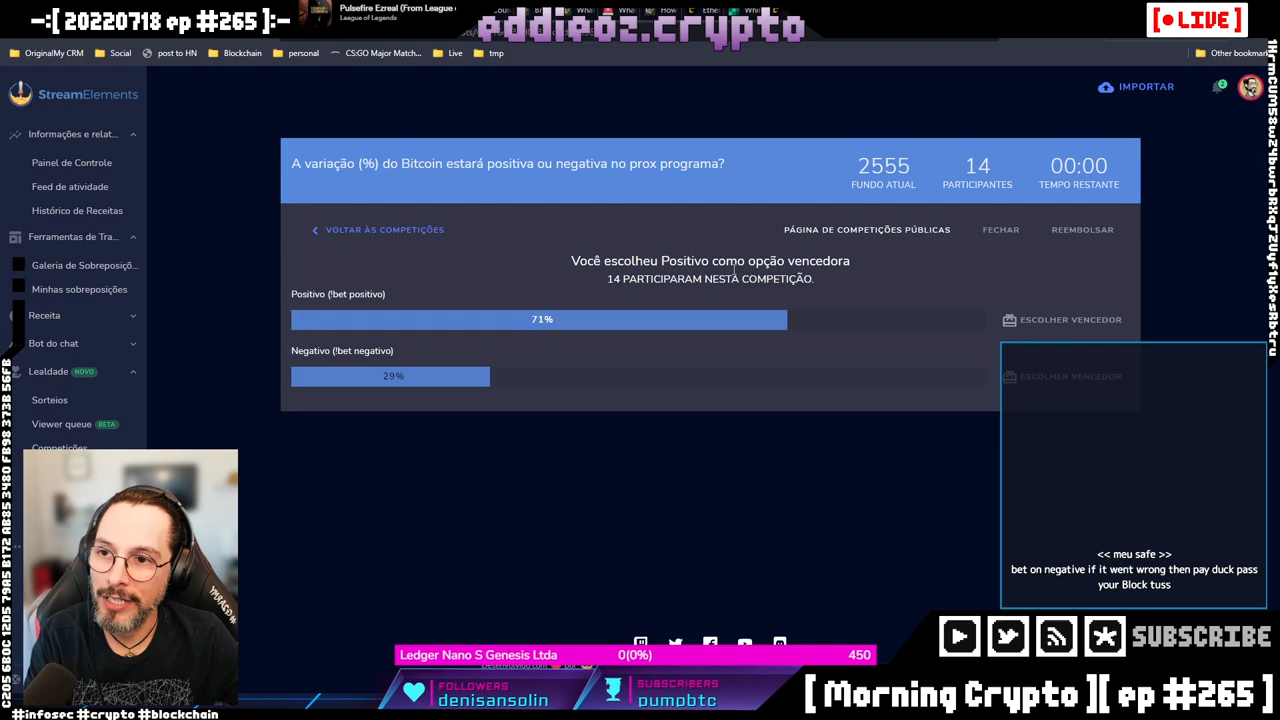 -:[ 20220718 ep #265]:-
Pulsefire Ezreal (From League
League of Legends
eddieoz.crypto
[●LIVE]
OriginalMy CRM
Social
post to HN
Blockchain
personal
CS:GO Major Match...
Live
tmp
Other bookmar
StreamElements
IMPORTAR
2
Informações e relat...
Painel de Controle
Feed de atividade
Histórico de Receitas
Ferramentas de Tra...
Galeria de Sobreposiçõ...
Minhas sobreposições
Receita
Bot do chat
Lealdade NOVO
Sorteios
Viewer queue BETA
Competições
A variação (%) do Bitcoin estará positiva ou negativa no prox programa?
2555
FUNDO ATUAL
14
PARTICIPANTES
00:00
TEMPO RESTANTE
VOLTAR ÀS COMPETIÇÕES
PÁGINA DE COMPETIÇÕES PÚBLICAS
FECHAR
REEMBOLSAR
Você escolheu Positivo como opção vencedora
14 PARTICIPARAM NESTA COMPETIÇÃO.
Positivo (!bet positivo)
71%
ESCOLHER VENCEDOR
Negativo (!bet negativo)
29%
ESCOLHER VENCEDOR
<< meu safe >>
bet on negative if it went wrong then pay duck pass
your Block tuss
SUBSCRIBE
Ledger Nano S Genesis Ltda
0(0%)
450
FOLLOWERS
denisansolin
SUBSCRIBERS
pumpbtc
[ Morning Crypto ][ ep #265 ]
#infosec #crypto #blockchain